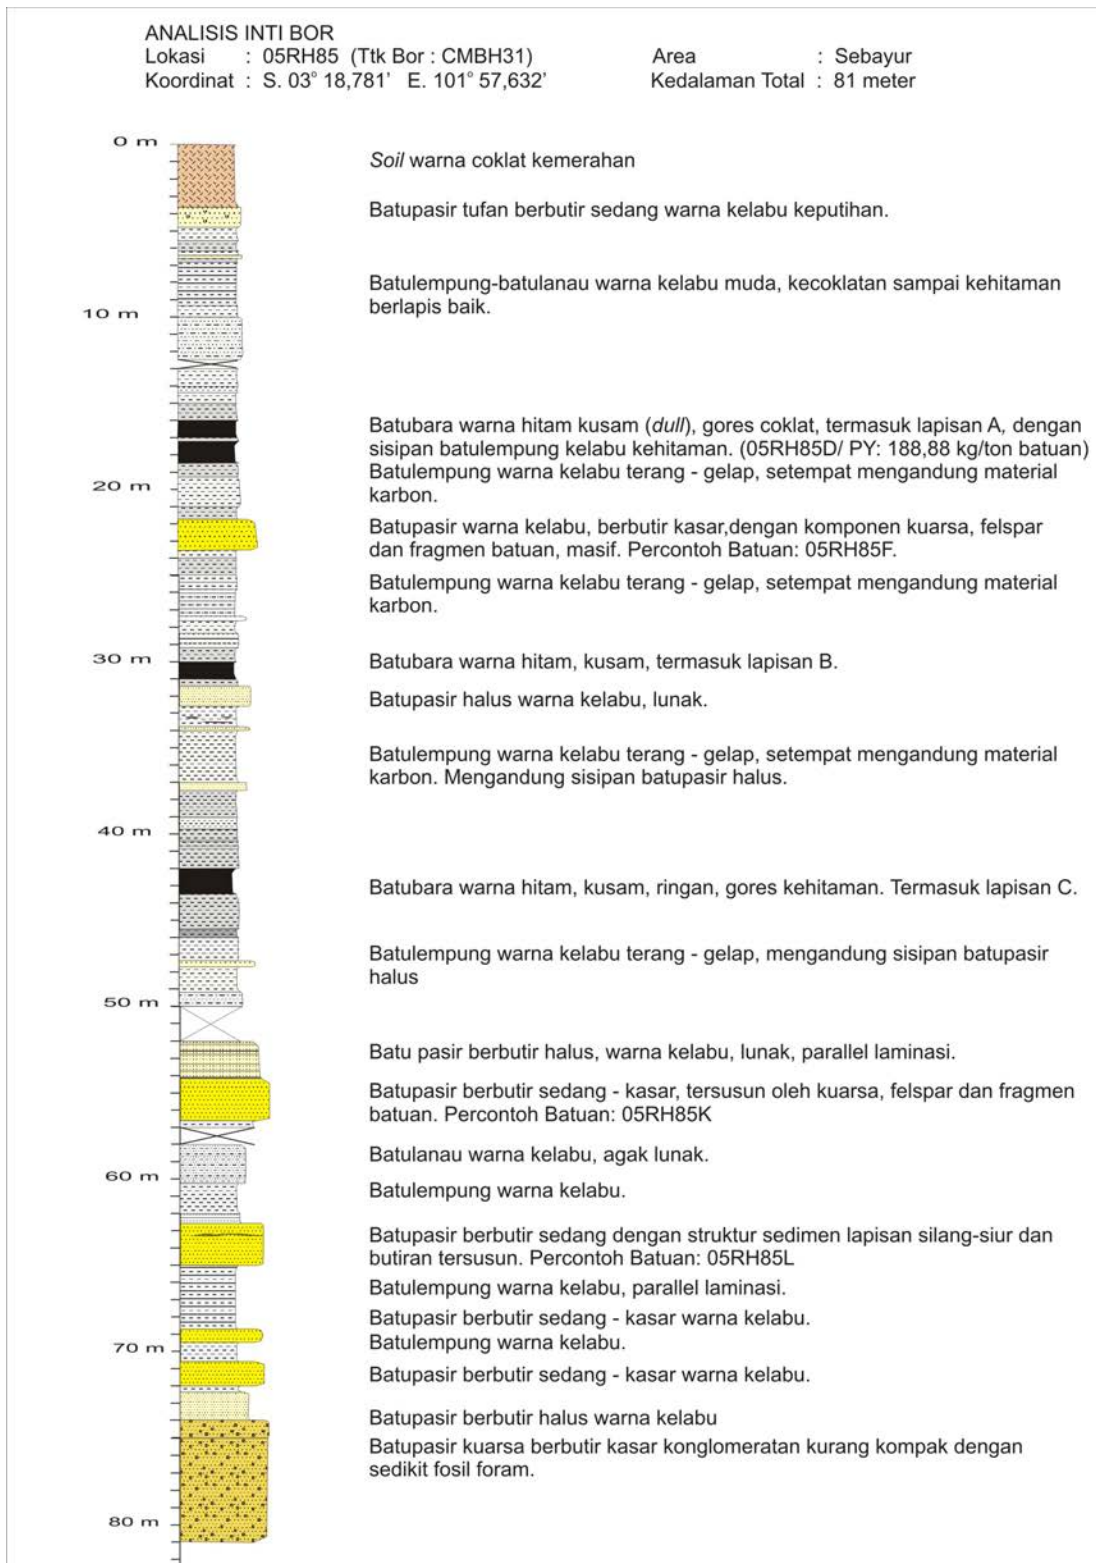 ANALISIS INTI BOR
Lokasi : 05RH85 (Ttk Bor : CMBH31) Area : Sebayur
Koordinat : S. 03° 18,781' E. 101° 57,632' Kedalaman Total : 81 meter
0 m
Soil warna coklat kemerahan
Batupasir tufan berbutir sedang warna kelabu keputihan.
Batulempung-batulanau warna kelabu muda, kecoklatan sampai kehitaman
berlapis baik.
10 m
Batubara warna hitam kusam (dull), gores coklat, termasuk lapisan A, dengan
sisipan batulempung kelabu kehitaman. (05RH85D/ PY: 188,88 kg/ton batuan)
Batulempung warna kelabu terang - gelap, setempat mengandung material
karbon.
20 m
Batupasir warna kelabu, berbutir kasar,dengan komponen kuarsa, felspar
dan fragmen batuan, masif. Percontoh Batuan: 05RH85F.
Batulempung warna kelabu terang - gelap, setempat mengandung material
karbon.
30 m
Batubara warna hitam, kusam, termasuk lapisan B.
Batupasir halus warna kelabu, lunak.
Batulempung warna kelabu terang - gelap, setempat mengandung material
karbon. Mengandung sisipan batupasir halus.
40 m
Batubara warna hitam, kusam, ringan, gores kehitaman. Termasuk lapisan C.
Batulempung warna kelabu terang - gelap, mengandung sisipan batupasir
halus
50 m
Batu pasir berbutir halus, warna kelabu, lunak, parallel laminasi.
Batupasir berbutir sedang - kasar, tersusun oleh kuarsa, felspar dan fragmen
batuan. Percontoh Batuan: 05RH85K
Batulanau warna kelabu, agak lunak.
60 m
Batulempung warna kelabu.
Batupasir berbutir sedang dengan struktur sedimen lapisan silang-siur dan
butiran tersusun. Percontoh Batuan: 05RH85L
Batulempung warna kelabu, parallel laminasi.
Batupasir berbutir sedang - kasar warna kelabu.
Batulempung warna kelabu.
70 m
Batupasir berbutir sedang - kasar warna kelabu.
Batupasir berbutir halus warna kelabu
Batupasir kuarsa berbutir kasar konglomeratan kurang kompak dengan
sedikit fosil foram.
80 m